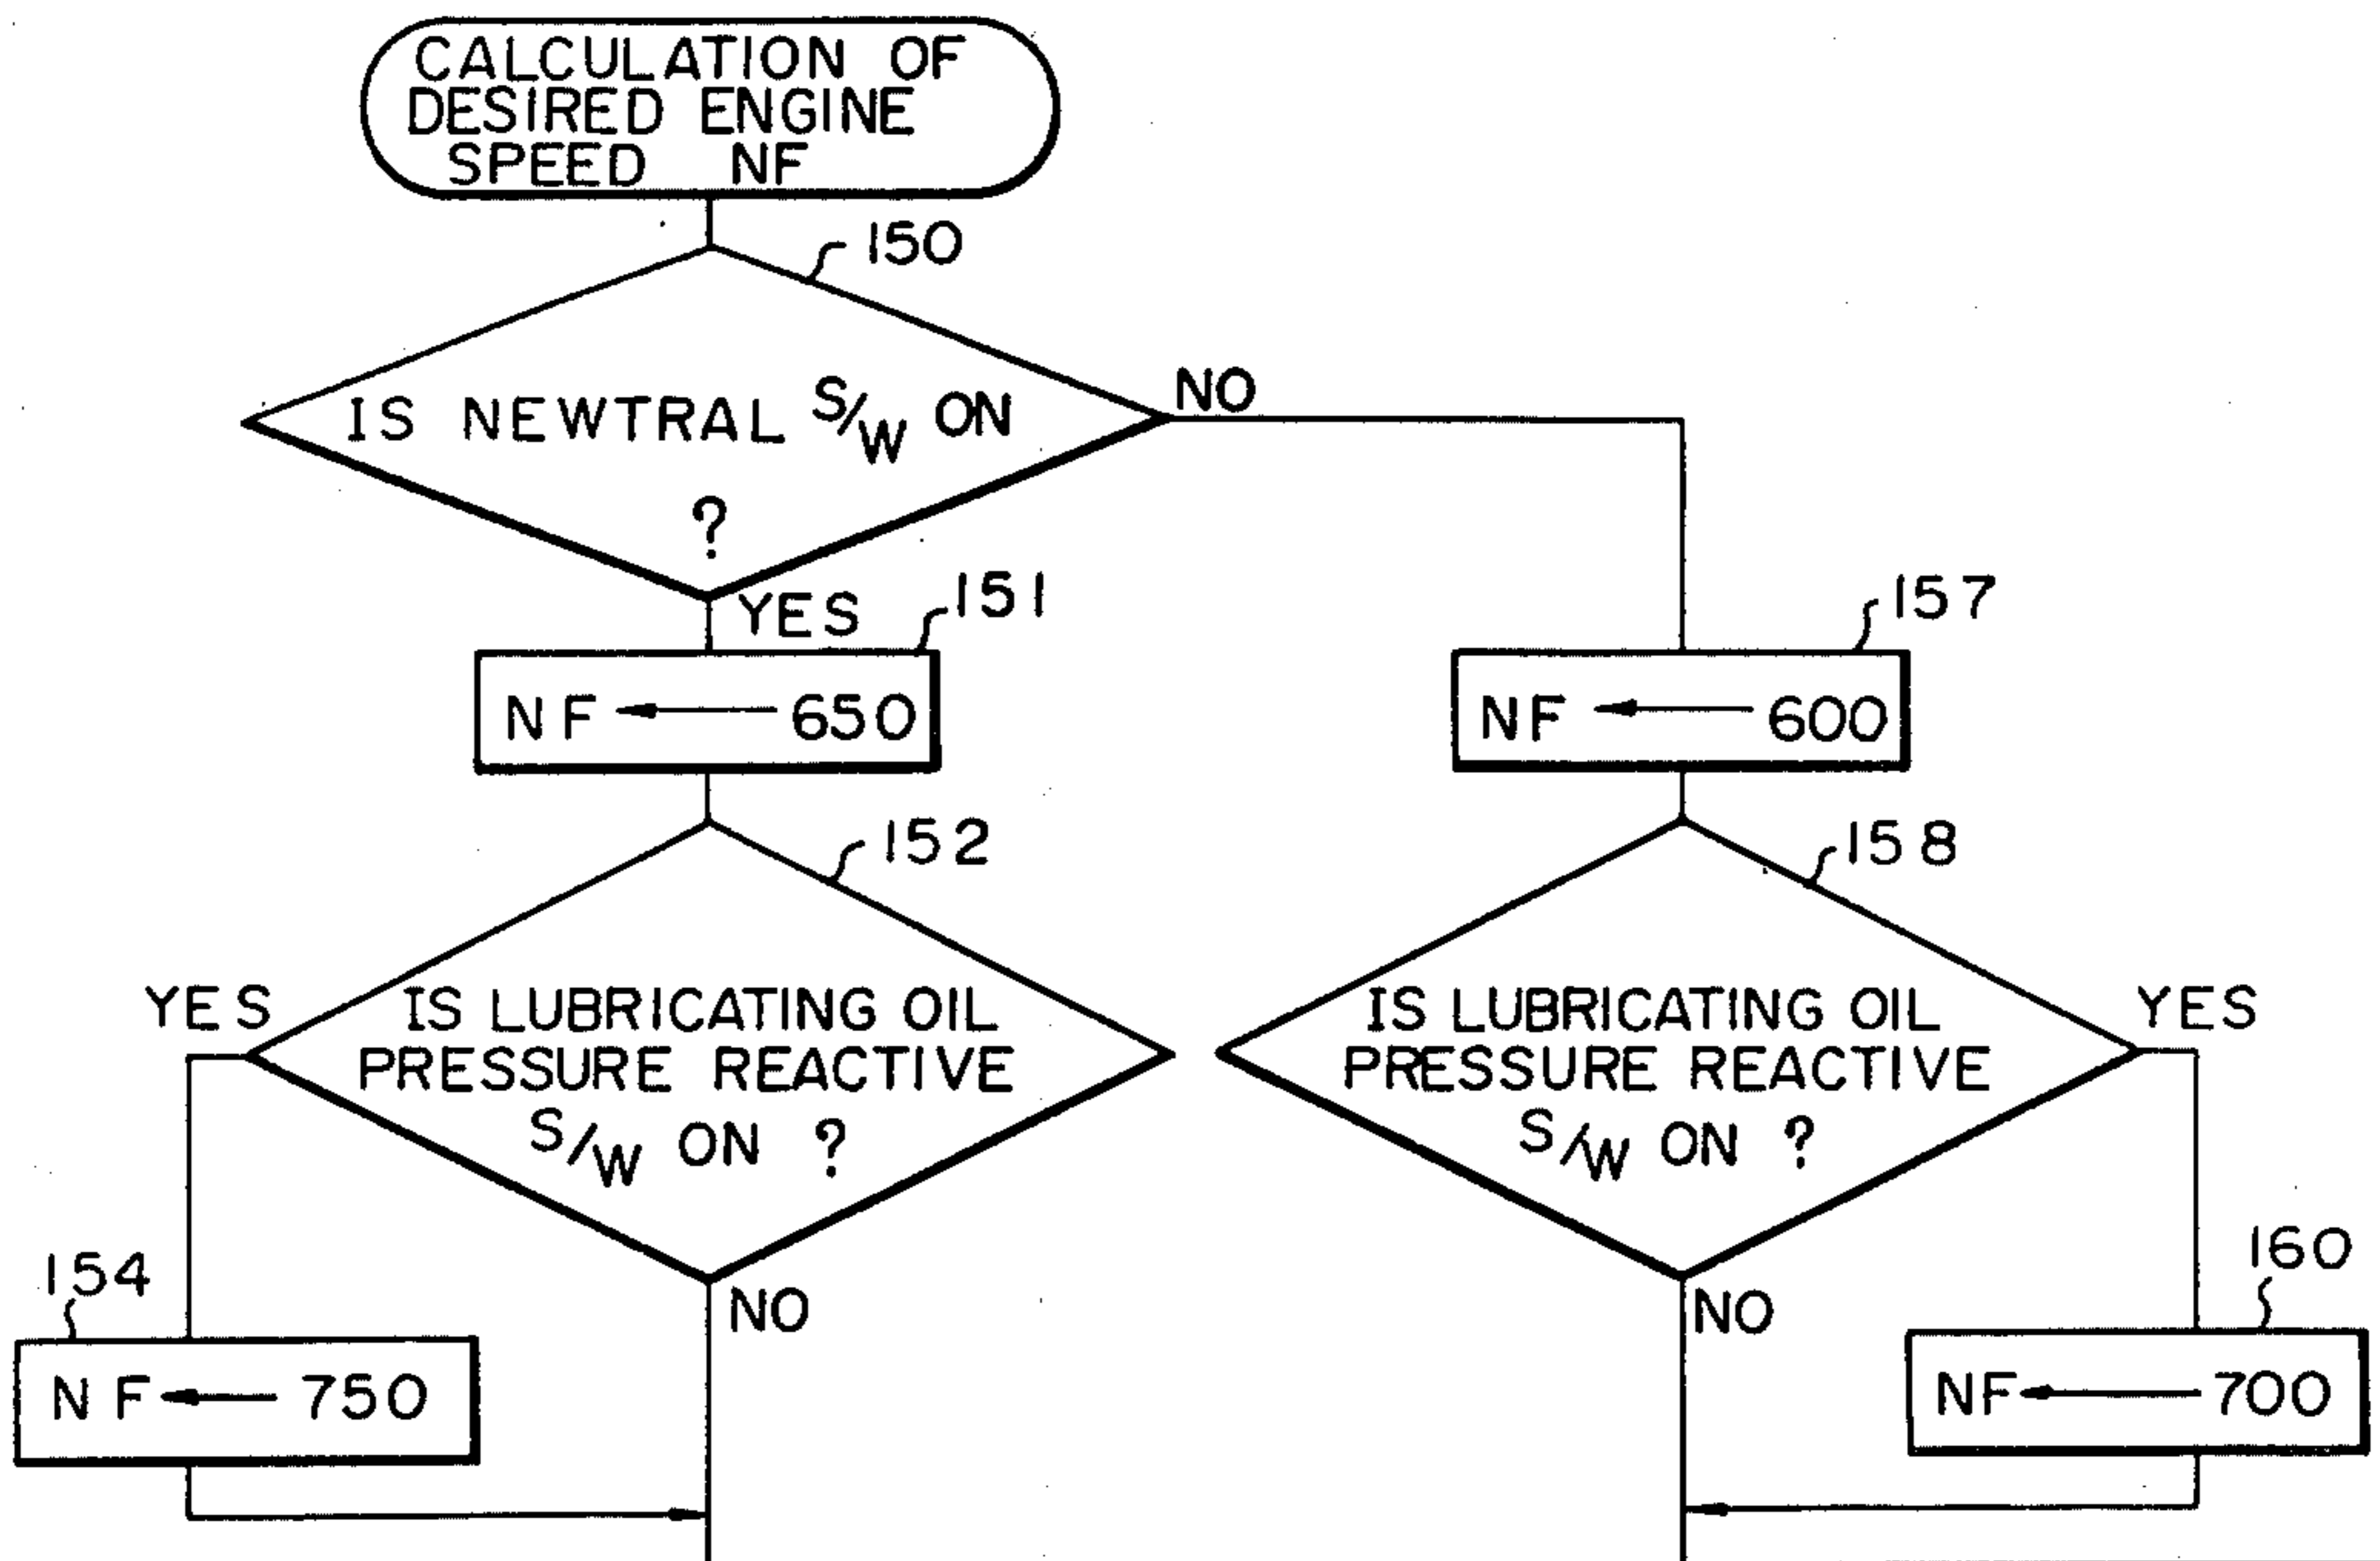 CALCULATION OF
DESIRED ENGINE
SPEED NF
150
IS NEWTRAL S/W ON
?
NO
YES
151
157
NF ← 650
NF ← 600
152
158
YES
IS LUBRICATING OIL
PRESSURE REACTIVE
S/W ON ?
IS LUBRICATING OIL
PRESSURE REACTIVE
S/W ON ?
YES
154
NO
NO
160
NF ← 750
NF ← 700